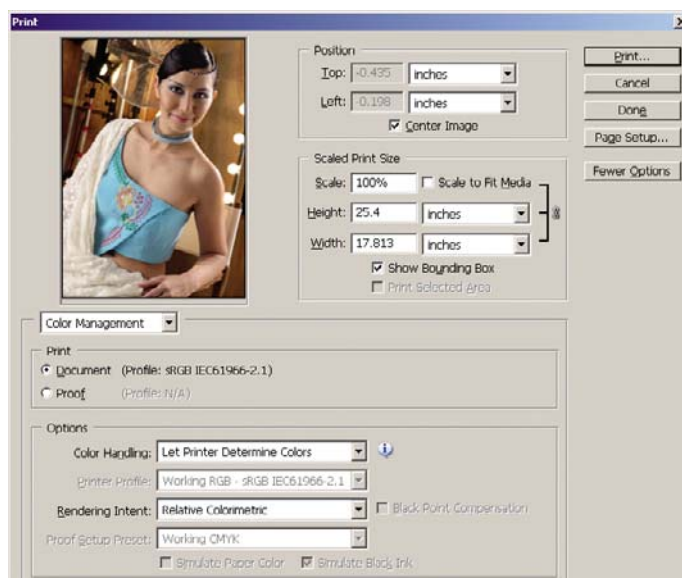 Print
Position
Top: -0.435 inches
Left: -0.198 inches
Center Image
Print...
Cancel
Done
Page Setup...
Fewer Options
Scaled Print Size
Scale: 100% Scale to Fit Media
Height: 25.4 inches
Width: 17.813 inches
Show Bounding Box
Print Selected Area
Color Management
Print
Document (Profile: sRGB IEC61966-2.1)
Proof (Profile: N/A)
Options
Color Handling: Let Printer Determine Colors
Printer Profile: Working RGB - sRGB IEC61966-2.1
Rendering Intent: Relative Colorimetric Black Point Compensation
Proof Setup Preset: Working CMYK
Simulate Paper Color Simulate Black Ink